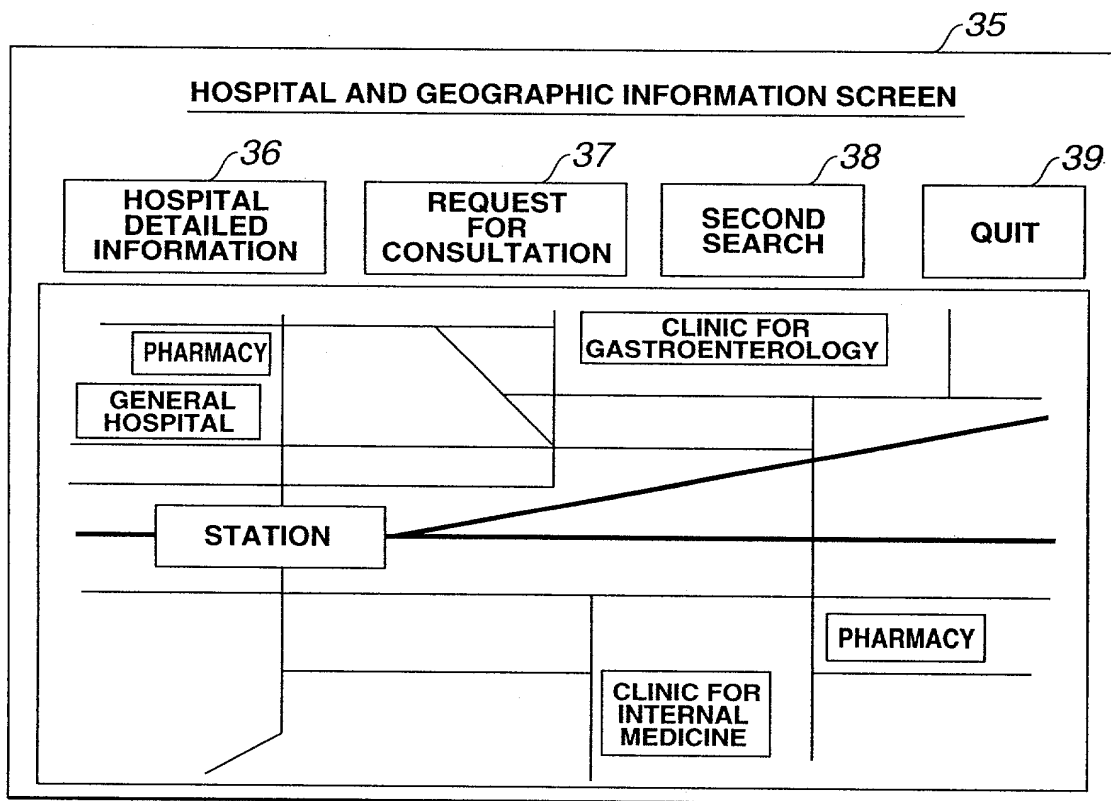 35
HOSPITAL AND GEOGRAPHIC INFORMATION SCREEN
36
37
38
39
HOSPITAL
DETAILED
INFORMATION
REQUEST
FOR
CONSULTATION
SECOND
SEARCH
QUIT
CLINIC FOR
GASTROENTEROLOGY
PHARMACY
GENERAL
HOSPITAL
STATION
PHARMACY
CLINIC FOR
INTERNAL
MEDICINE